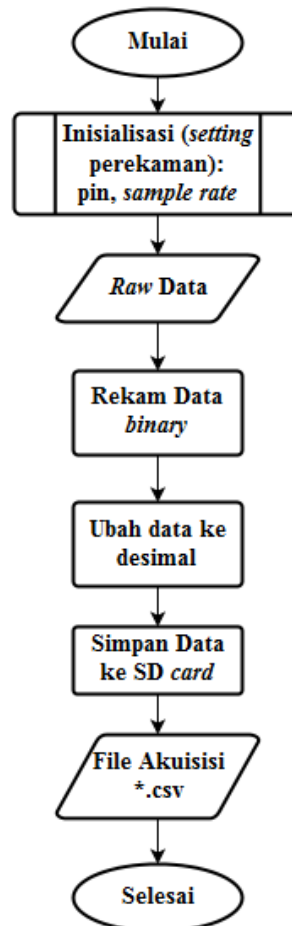 Mulai
Inisialisasi (setting
perekaman):
pin, sample rate
Raw Data
Rekam Data
binary
Ubah data ke
desimal
Simpan Data
ke SD card
File Akuisisi
*.csv
Selesai